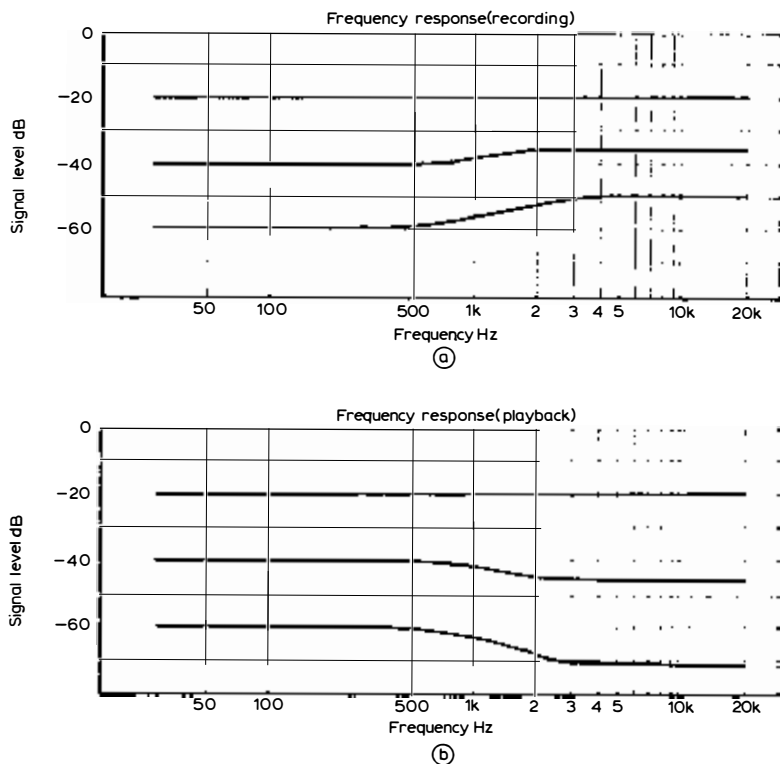 Frequency response(recording)
0
−20
−40
−60
Signal level dB
50 100 500 1k 2 3 4 5 10k 20k
Frequency Hz
a
Frequency response(playback)
0
−20
−40
−60
Signal level dB
50 100 500 1k 2 3 4 5 10k 20k
Frequency Hz
b